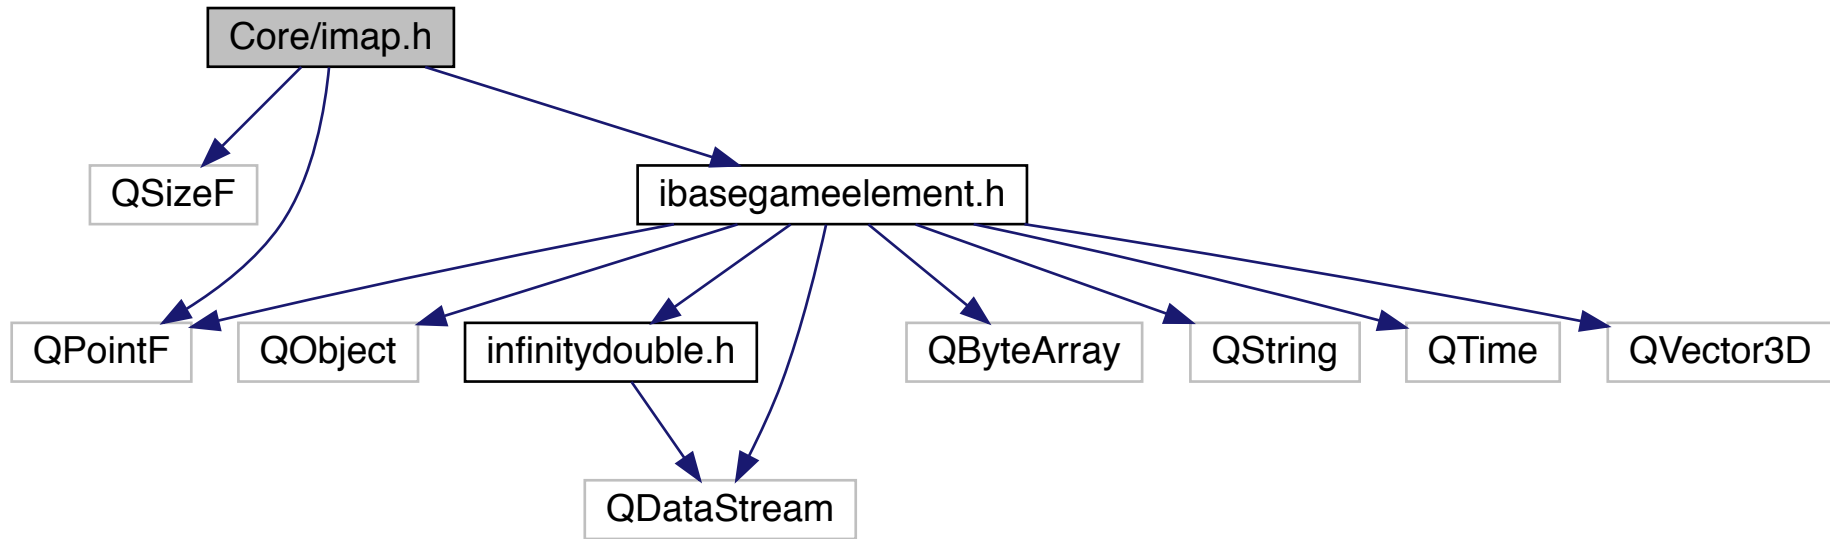 Core/imap.h
QSizeF
ibasegameelement.h
QPointF
QObject
infinitydouble.h
QByteArray
QString
QTime
QVector3D
QDataStream